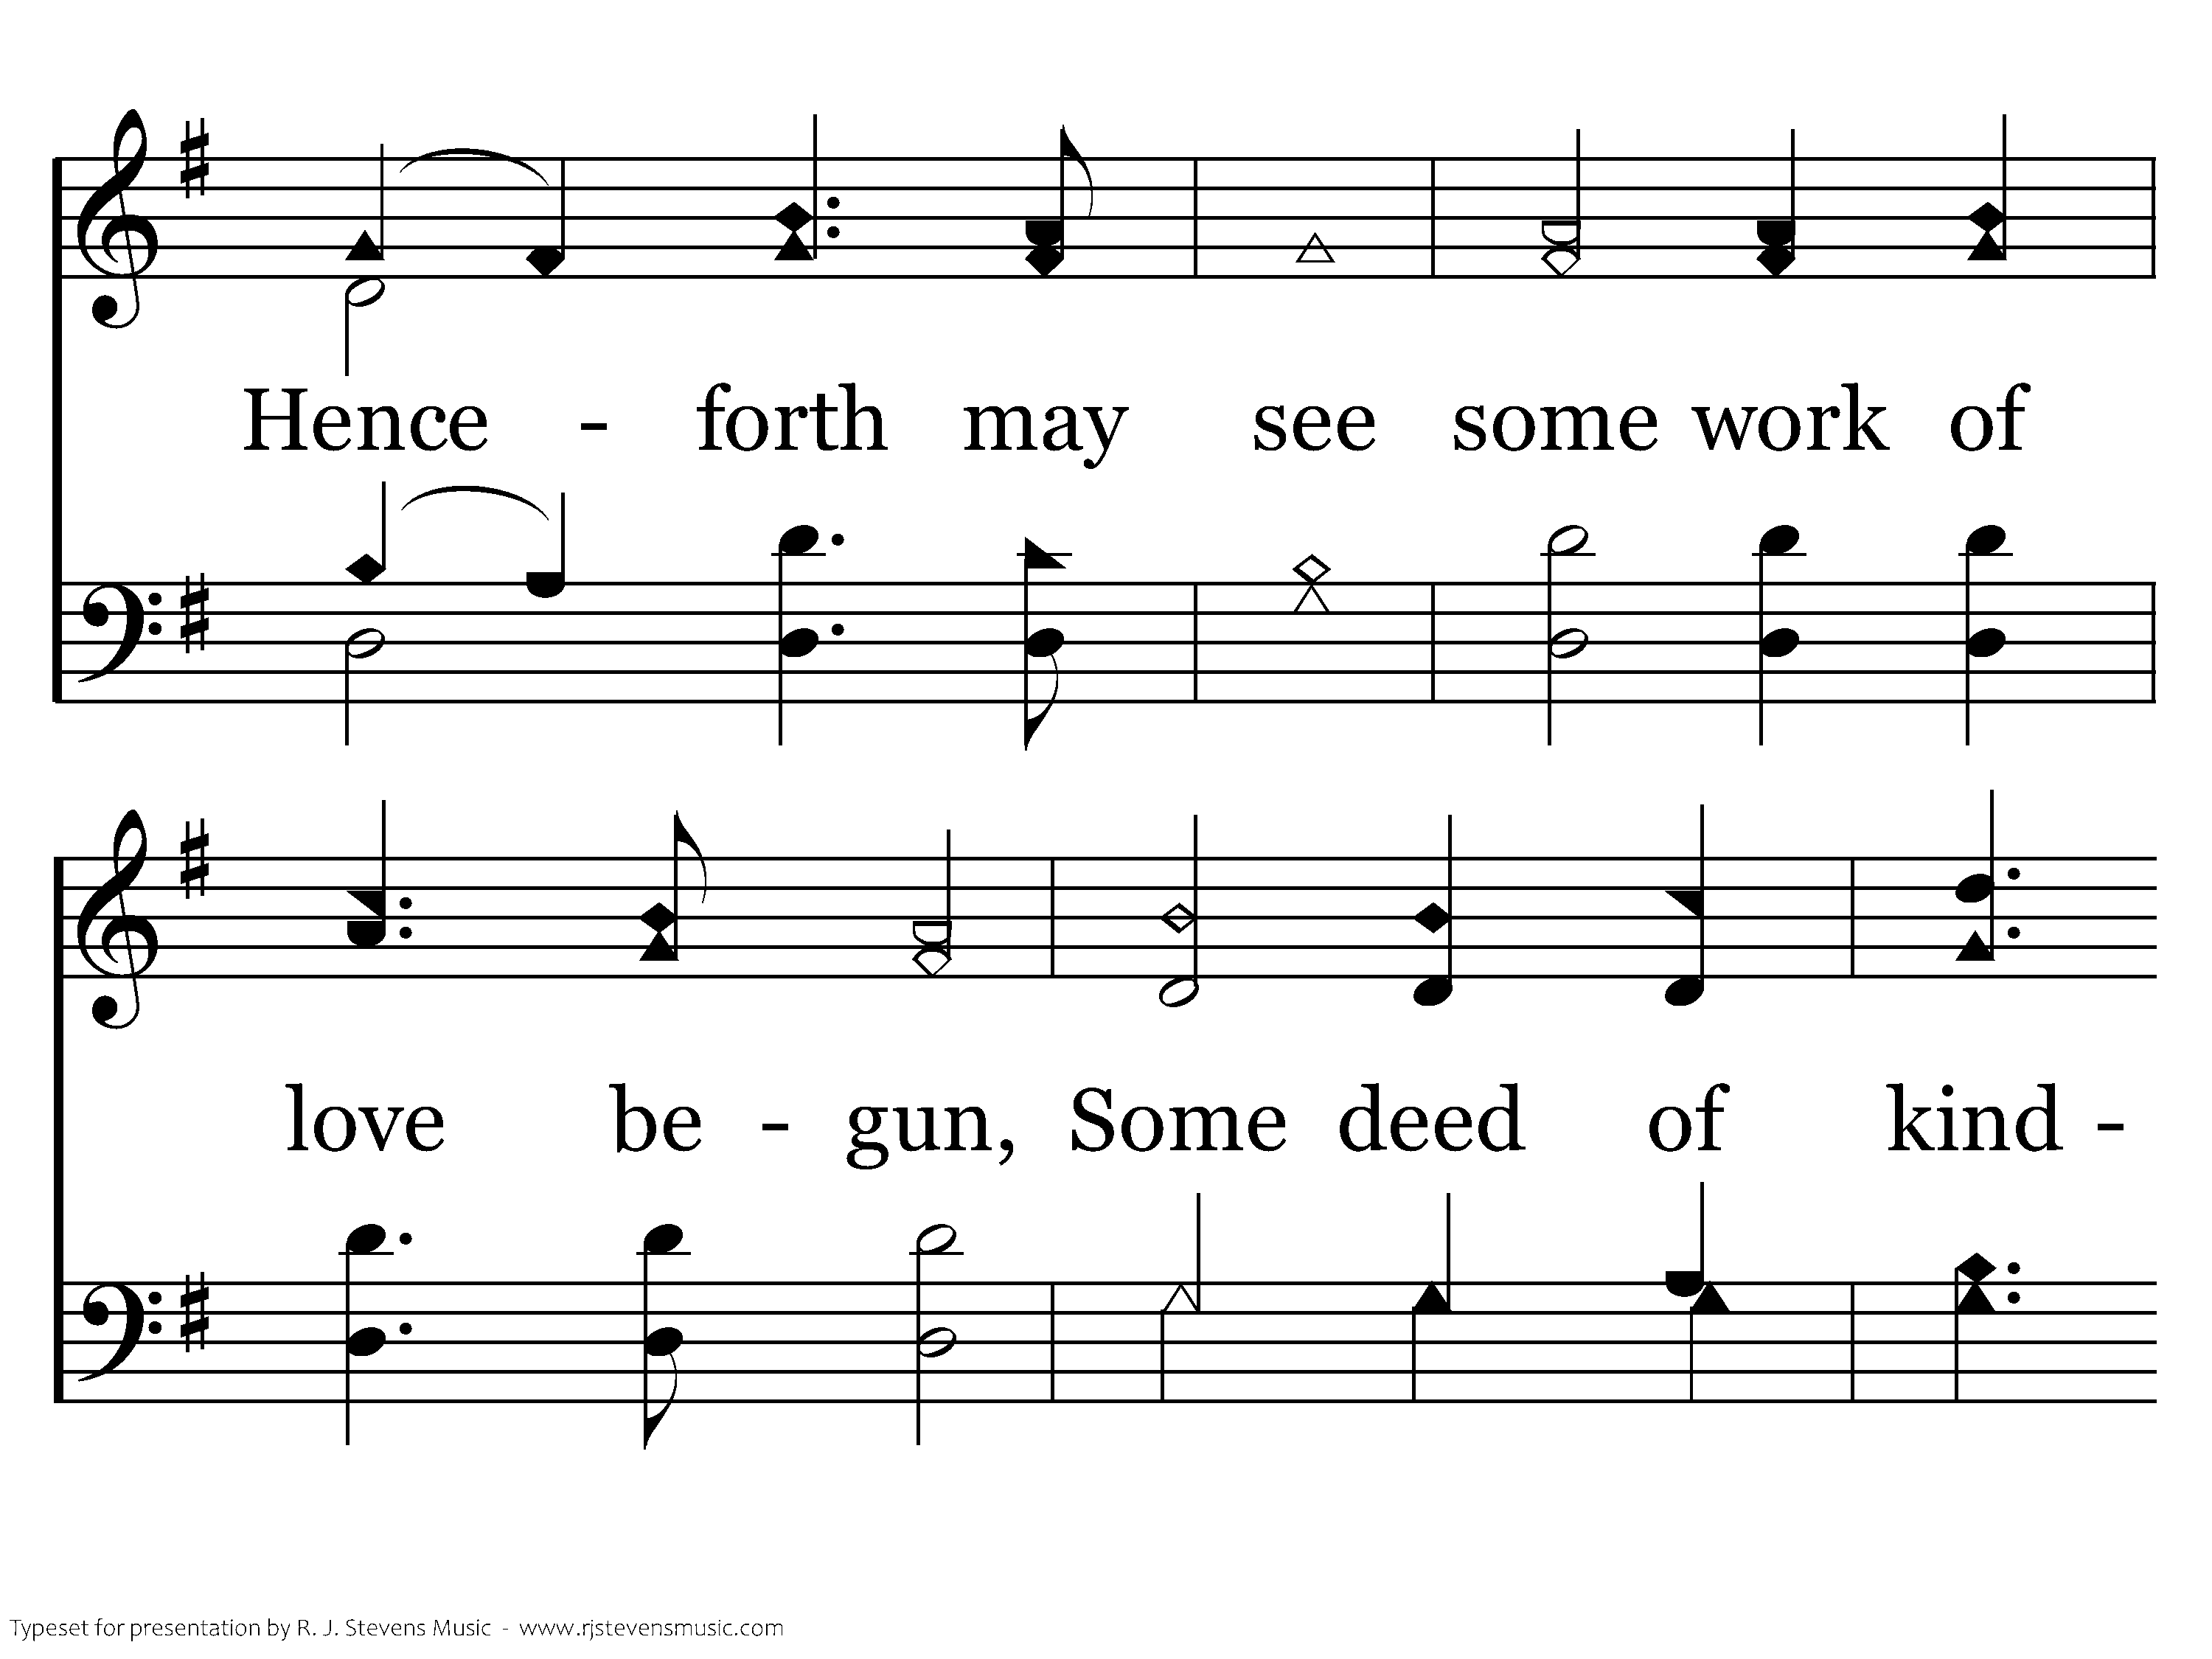 Hence - forth may see some work of
love be - gun, Some deed of kind -
Typeset for presentation by R. J. Stevens Music - www.rjstevensmusic.com